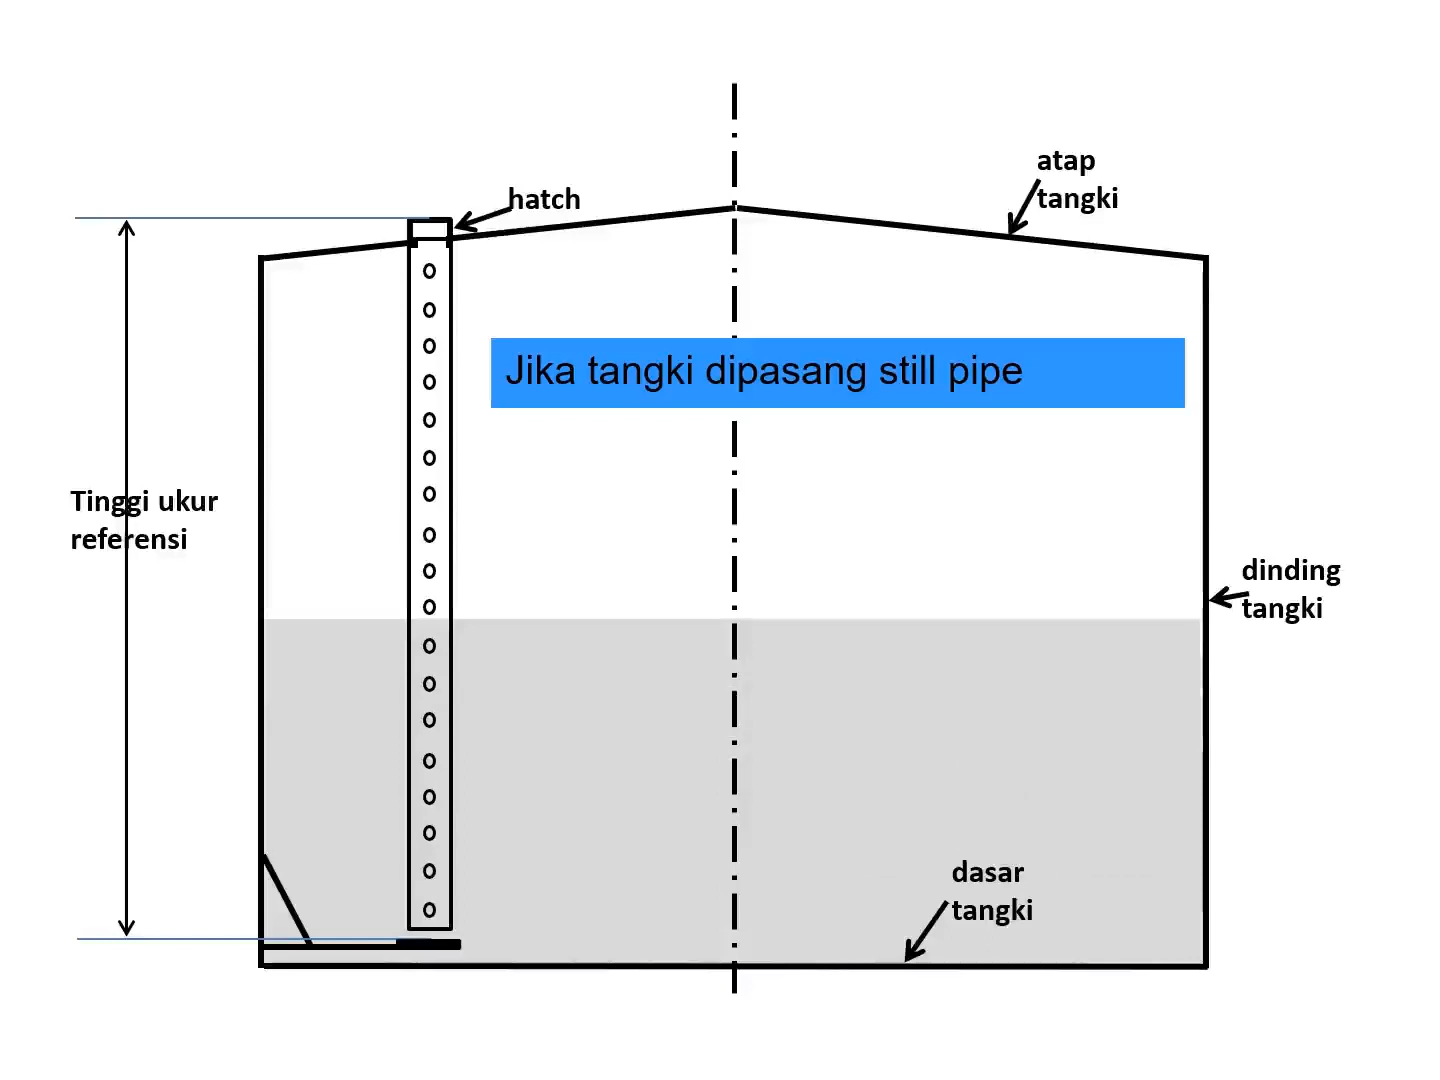 atap
tangki
hatch
Jika tangki dipasang still pipe
Tinggi ukur
referensi
dinding
tangki
dasar
tangki